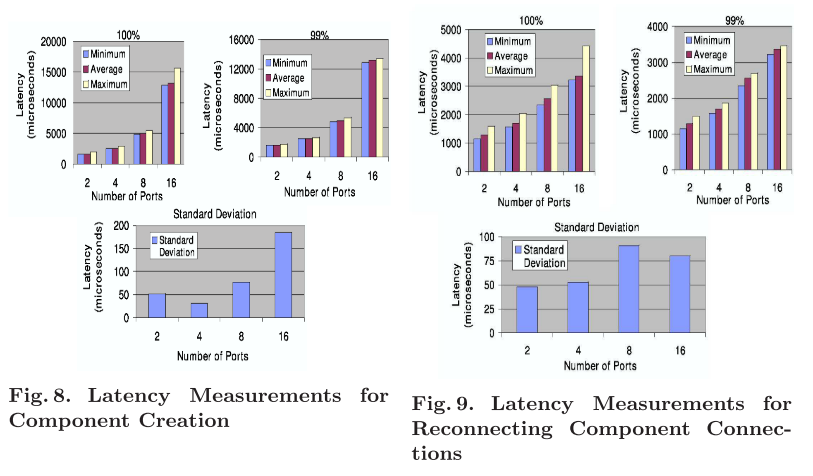 100%
20000
15000
10000
5000
0
Latency
(microseconds)
Minimum
Average
Maximum
2 4 8 16
Number of Ports
99%
16000
12000
8000
4000
0
Latency
(microseconds)
Minimum
Average
Maximum
2 4 8 16
Number of Ports
Standard Deviation
200
150
100
50
0
Latency
(microseconds)
Standard
Deviation
2 4 8 16
Number of Ports
Fig. 8. Latency Measurements for
Component Creation
100%
5000
4000
3000
2000
1000
0
Latency
(microseconds)
Minimum
Average
Maximum
2 4 8 16
Number of Ports
99%
4000
3000
2000
1000
0
Latency
(microseconds)
Minimum
Average
Maximum
2 4 8 16
Number of Ports
Standard Deviation
100
75
50
25
0
Latency
(microseconds)
Standard
Deviation
2 4 8 16
Number of Ports
Fig. 9. Latency Measurements for
Reconnecting Component Connec-
tions